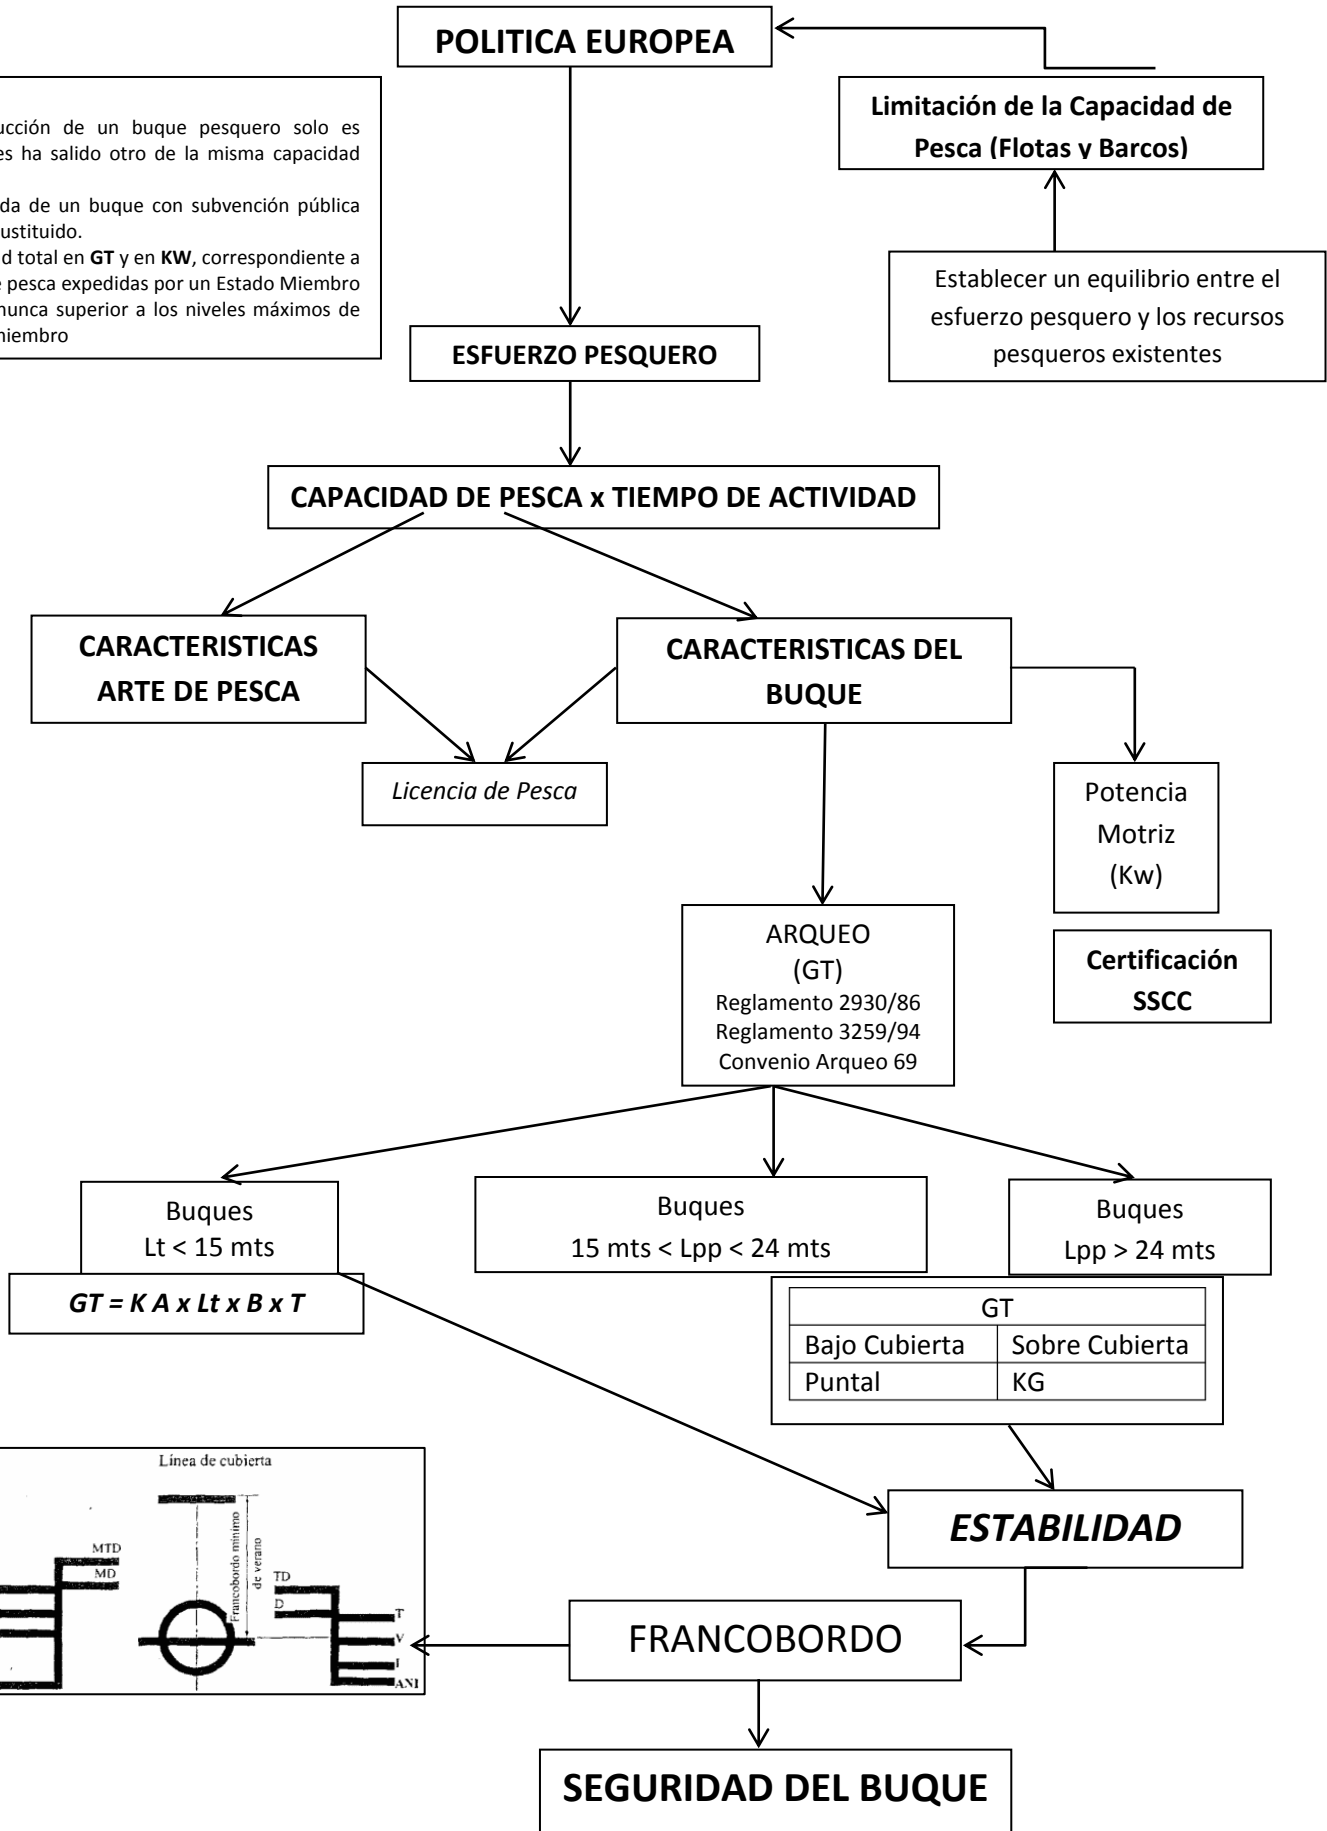 POLITICA EUROPEA
Limitación de la Capacidad de
Pesca (Flotas y Barcos)
de un buque pesquero solo es
ha salido otro de la misma capacidad
de un buque con subvención pública
total en GT y en KW, correspondiente a
pesca expedidas por un Estado Miembro
nunca superior a los niveles máximos de
Establecer un equilibrio entre el
esfuerzo pesquero y los recursos
pesqueros existentes
ESFUERZO PESQUERO
CAPACIDAD DE PESCA x TIEMPO DE ACTIVIDAD
CARACTERISTICAS
ARTE DE PESCA
CARACTERISTICAS DEL
BUQUE
Licencia de Pesca
Potencia
Motriz
(Kw)
ARQUEO
(GT)
Reglamento 2930/86
Reglamento 3259/94
Convenio Arqueo 69
Certificación
SSCC
Buques
Lt < 15 mts
GT = K A x Lt x B x T
Buques
15 mts < Lpp < 24 mts
Buques
Lpp > 24 mts
GT
Bajo Cubierta Sobre Cubierta
Puntal KG
Línea de cubierta
MTD
MD
Francobordo mínimo
de verano
TD
D
T
V
I
ANI
ESTABILIDAD
FRANCOBORDO
SEGURIDAD DEL BUQUE